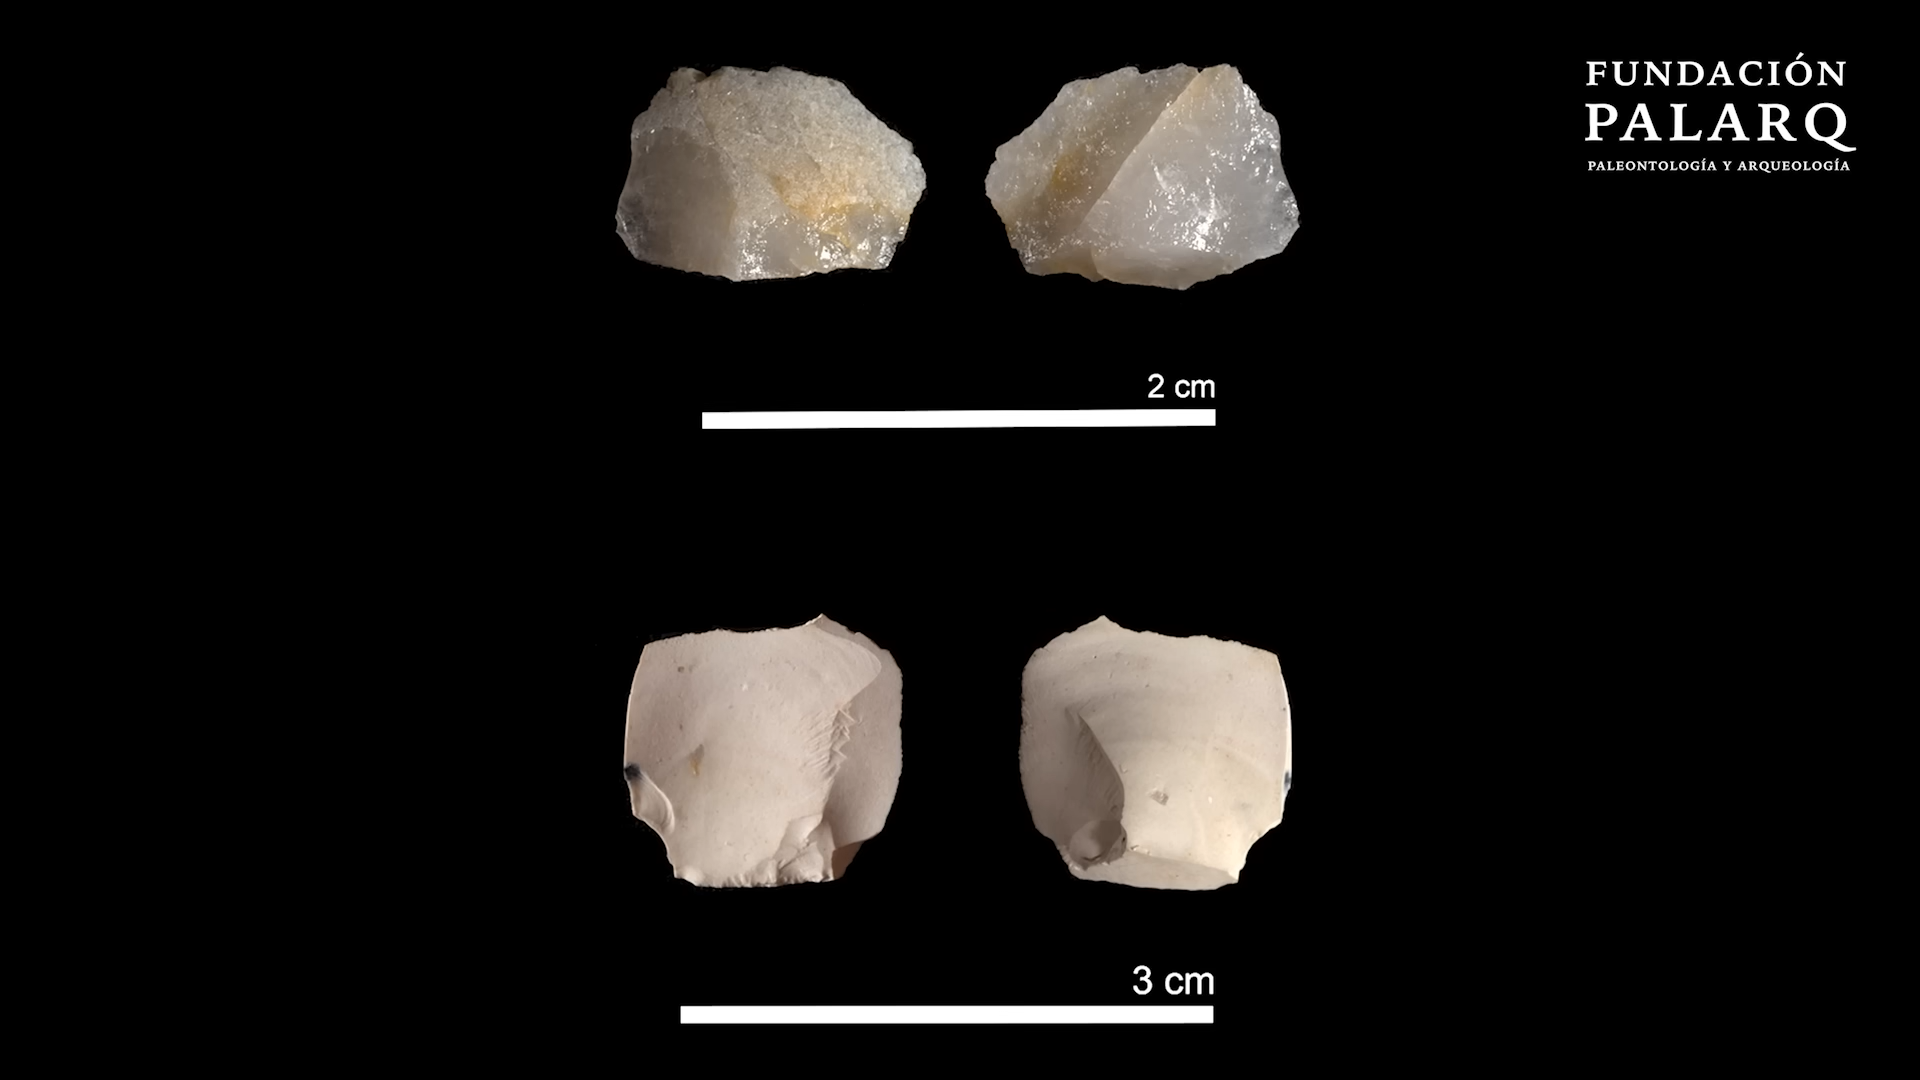 FUNDACIÓN
PALARQ
PALEONTOLOGÍA Y ARQUEOLOGÍA
2 cm
3 cm